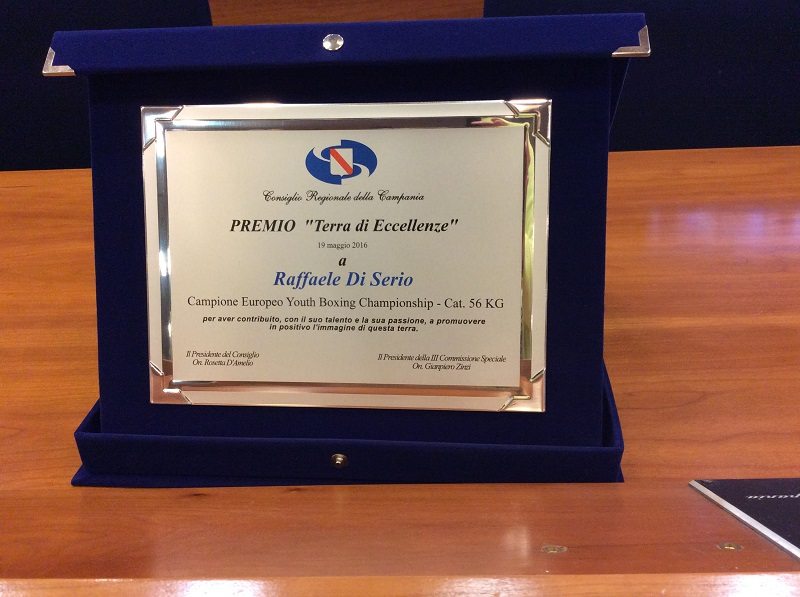 Consiglio Regionale della Campania
PREMIO "Terra di Eccellenze"
19 maggio 2016
a
Raffaele Di Serio
Campione Europeo Youth Boxing Championship - Cat. 56 KG
per aver contribuito, con il suo talento e la sua passione, a promuovere
in positivo l'immagine di questa terra.
Il Presidente del Consiglio
On. Rosetta D'Amelio
Il Presidente della III Commissione Speciale
On. Gianpiero Zinzi